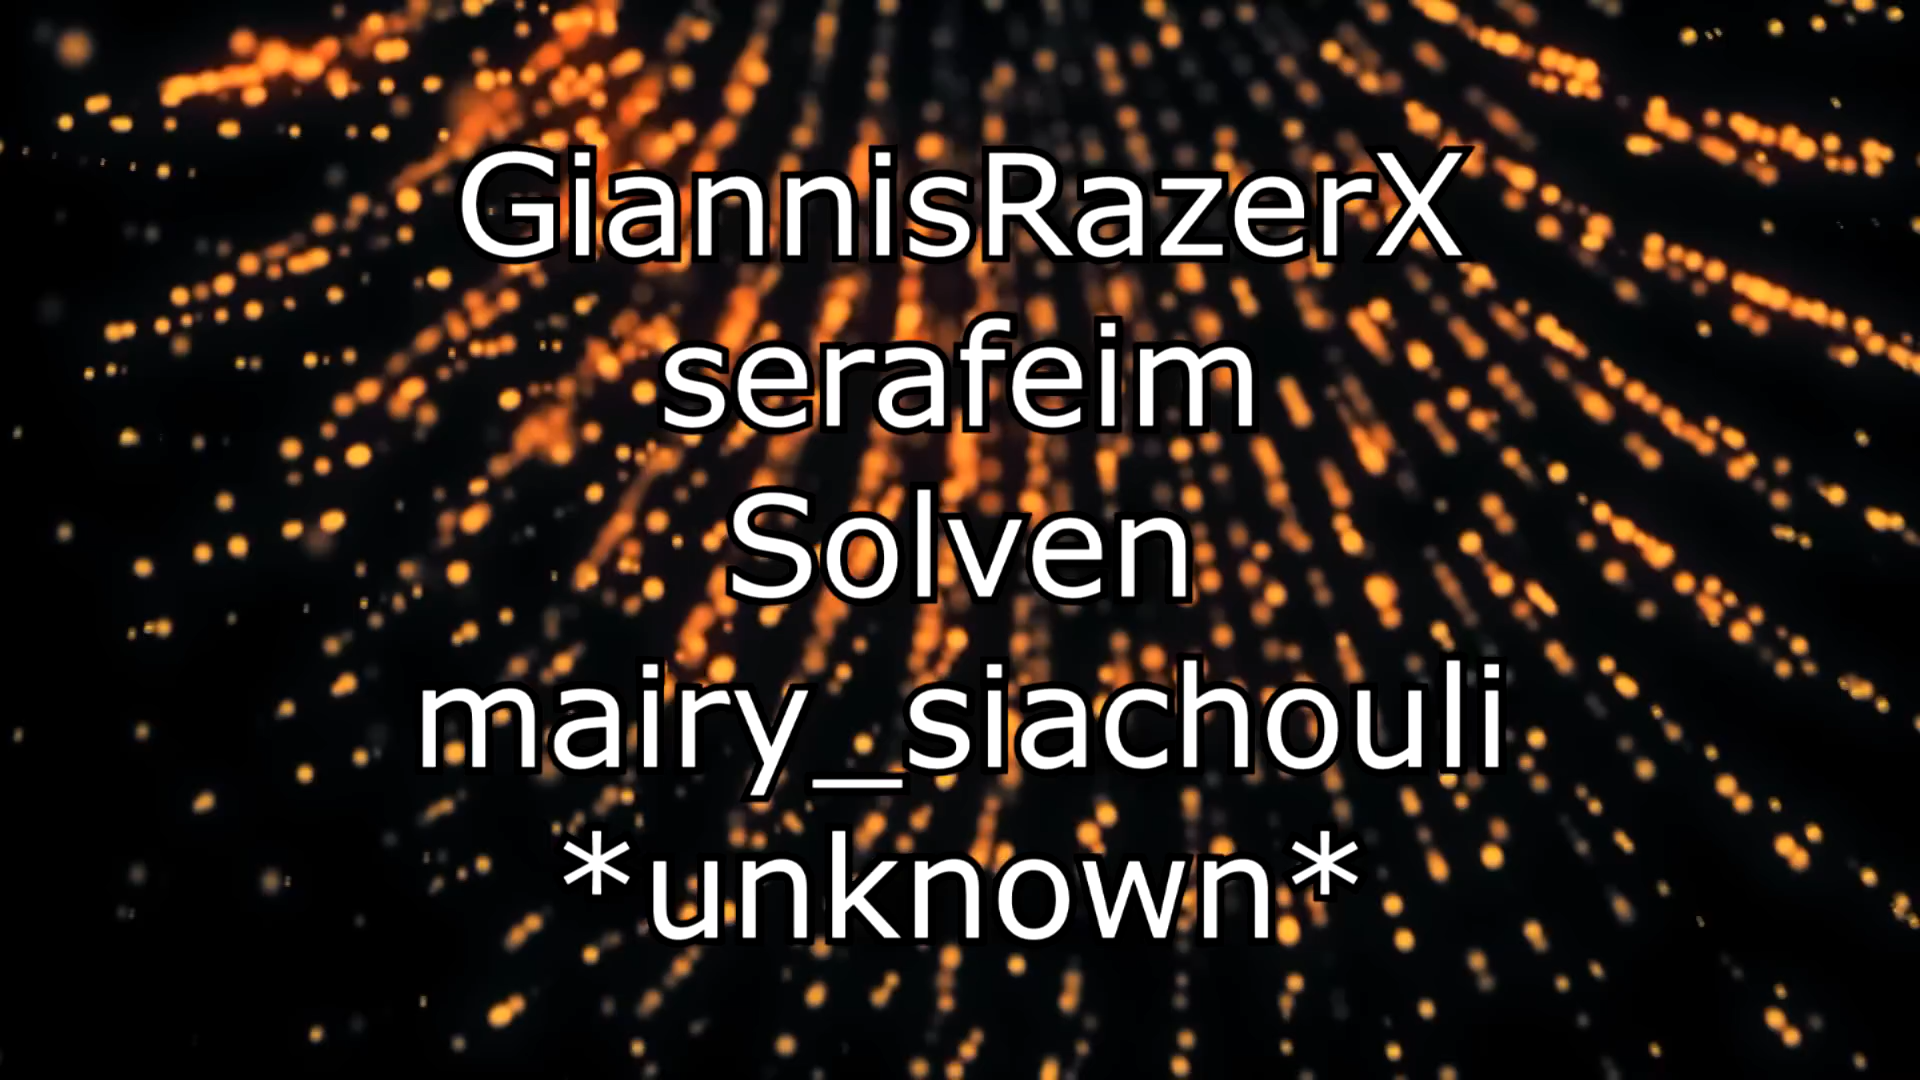 GiannisRazerX
serafeim
Solven
mairy_siachouli
*unknown*